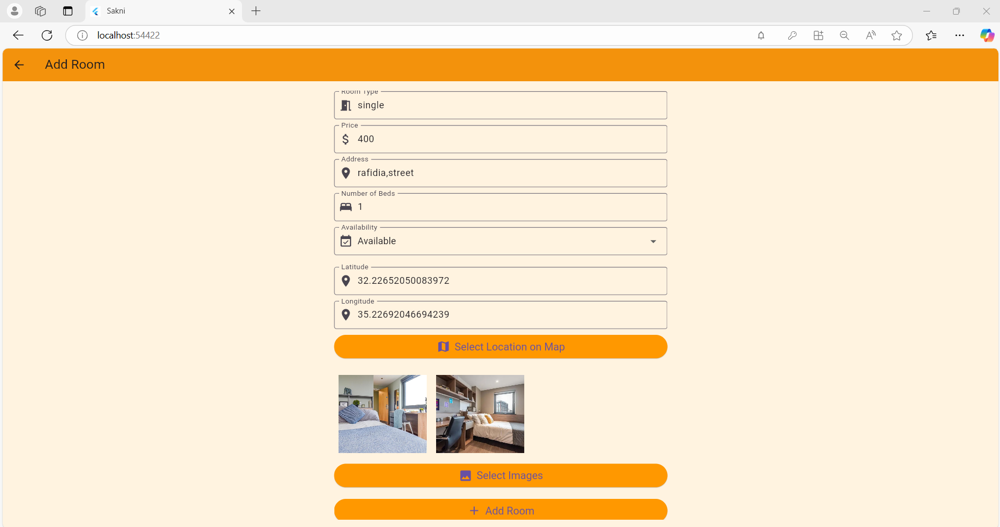 Sakni
localhost:54422
Add Room
Room Type
single
Price
$ 400
Address
rafidia,street
Number of Beds
1
Availability
Available
Latitude
32.22652050083972
Longitude
35.22692046694239
Select Location on Map
Select Images
+ Add Room